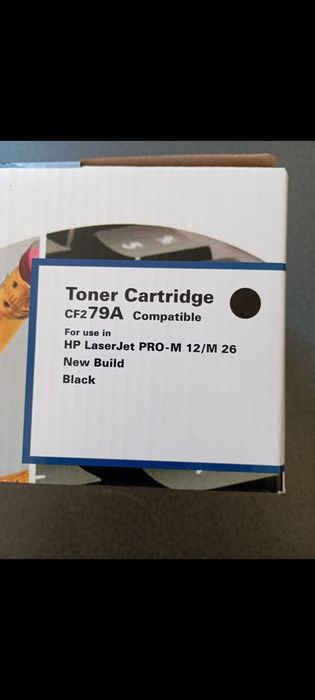 Toner Cartridge
CF279A Compatible
For use in
HP LaserJet PRO-M 12/M 26
New Build
Black